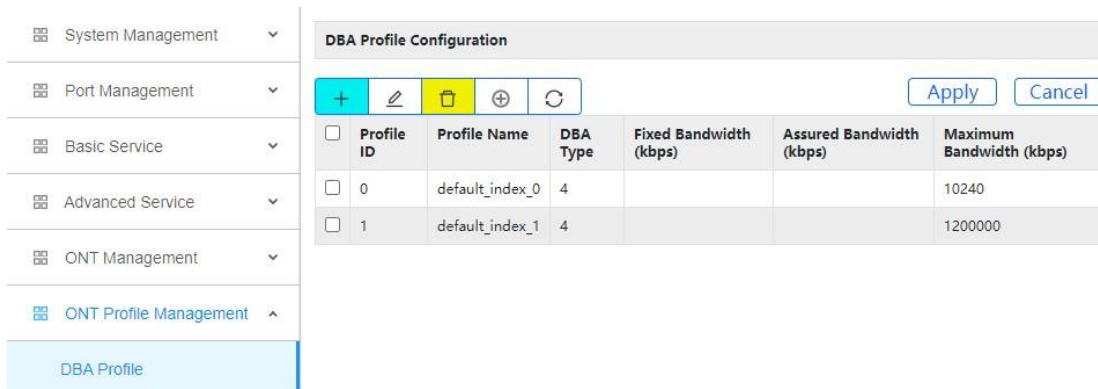 System Management
Port Management
Basic Service
Advanced Service
ONT Management
ONT Profile Management
DBA Profile
DBA Profile Configuration
Apply Cancel
Profile ID Profile Name DBA Type Fixed Bandwidth (kbps) Assured Bandwidth (kbps) Maximum Bandwidth (kbps)
0 default_index_0 4 10240
1 default_index_1 4 1200000